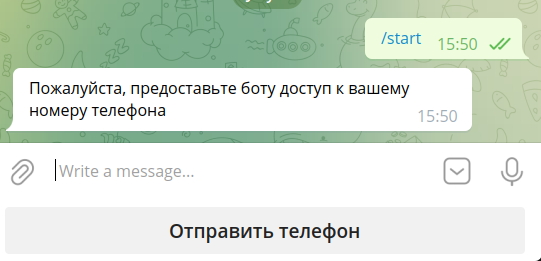 /start 15:50
Пожалуйста, предоставьте боту доступ к вашему
номеру телефона 15:50
Write a message...
Отправить телефон